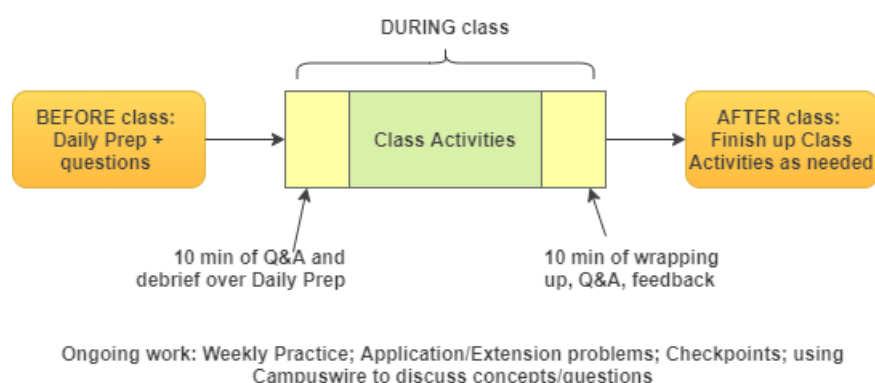 DURING class
BEFORE class:
Daily Prep +
questions
Class Activities
AFTER class:
Finish up Class
Activities as needed
10 min of Q&A and
debrief over Daily Prep
10 min of wrapping
up, Q&A, feedback
Ongoing work: Weekly Practice; Application/Extension problems; Checkpoints; using
Campuswire to discuss concepts/questions